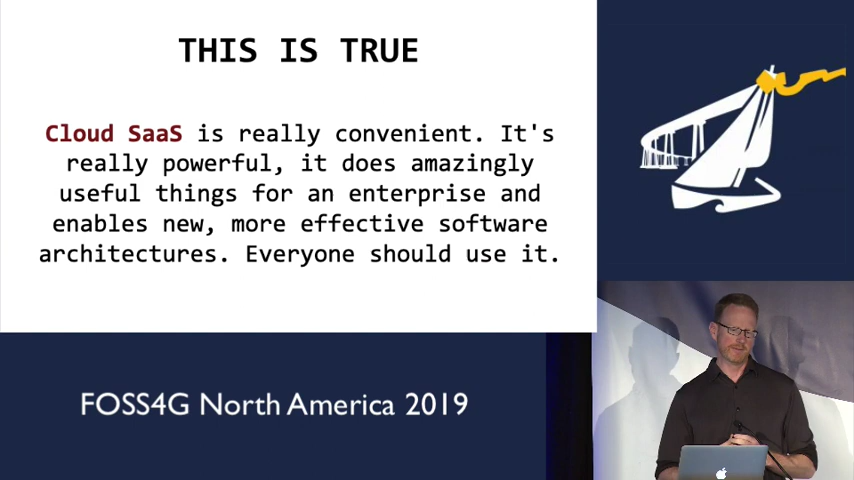 THIS IS TRUE
Cloud SaaS is really convenient. It's
really powerful, it does amazingly
useful things for an enterprise and
enables new, more effective software
architectures. Everyone should use it.
FOSS4G North America 2019